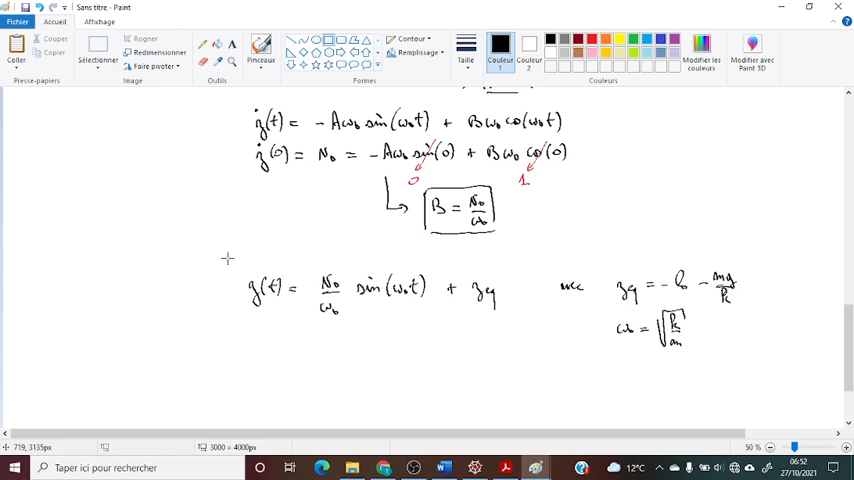 Sans titre - Paint
Fichier Accueil Affichage
Coller
Couper
Copier
Presse-papiers
Sélectionner
Rogner
Redimensionner
Faire pivoter
Image
Outils
Pinceaux
Contour
Remplissage
Formes
Taille
Couleur 1
Couleur 2
Couleurs
Modifier les couleurs
Modifier avec Paint 3D
ż(t) = - Aω₀ sin(ω₀t) + Bω₀ cos(ω₀t)
ż(0) = v₀ = - Aω₀ sin(0) + Bω₀ cos(0)
0 1
B = v₀/ω₀
z(t) = v₀/ω₀ sin(ω₀t) + zeq avec zeq = - l₀ - mg/k
ω₀ = √(k/m)
719, 3135px 3000 × 4000px 50 %
Taper ici pour rechercher 12°C 06:52
27/10/2021